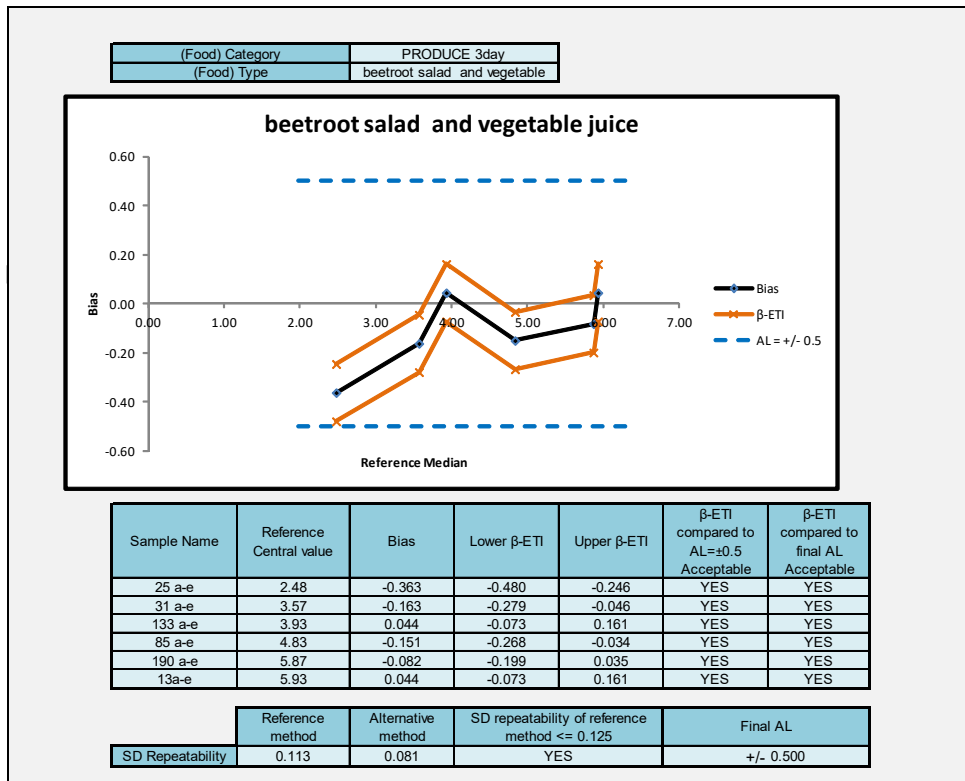 (Food) Category PRODUCE 3day
(Food) Type beetroot salad and vegetable
beetroot salad and vegetable juice
0.60
0.40
0.20
0.00
-0.20
-0.40
-0.60
Bias
0.00 1.00 2.00 3.00 4.00 5.00 6.00 7.00
Reference Median
Bias
β-ETI
AL = +/- 0.5
Sample Name Reference Central value Bias Lower β-ETI Upper β-ETI β-ETI compared to AL=±0.5 Acceptable β-ETI compared to final AL Acceptable
25 a-e 2.48 -0.363 -0.480 -0.246 YES YES
31 a-e 3.57 -0.163 -0.279 -0.046 YES YES
133 a-e 3.93 0.044 -0.073 0.161 YES YES
85 a-e 4.83 -0.151 -0.268 -0.034 YES YES
190 a-e 5.87 -0.082 -0.199 0.035 YES YES
13a-e 5.93 0.044 -0.073 0.161 YES YES
Reference method Alternative method SD repeatability of reference method <= 0.125 Final AL
SD Repeatability 0.113 0.081 YES +/- 0.500